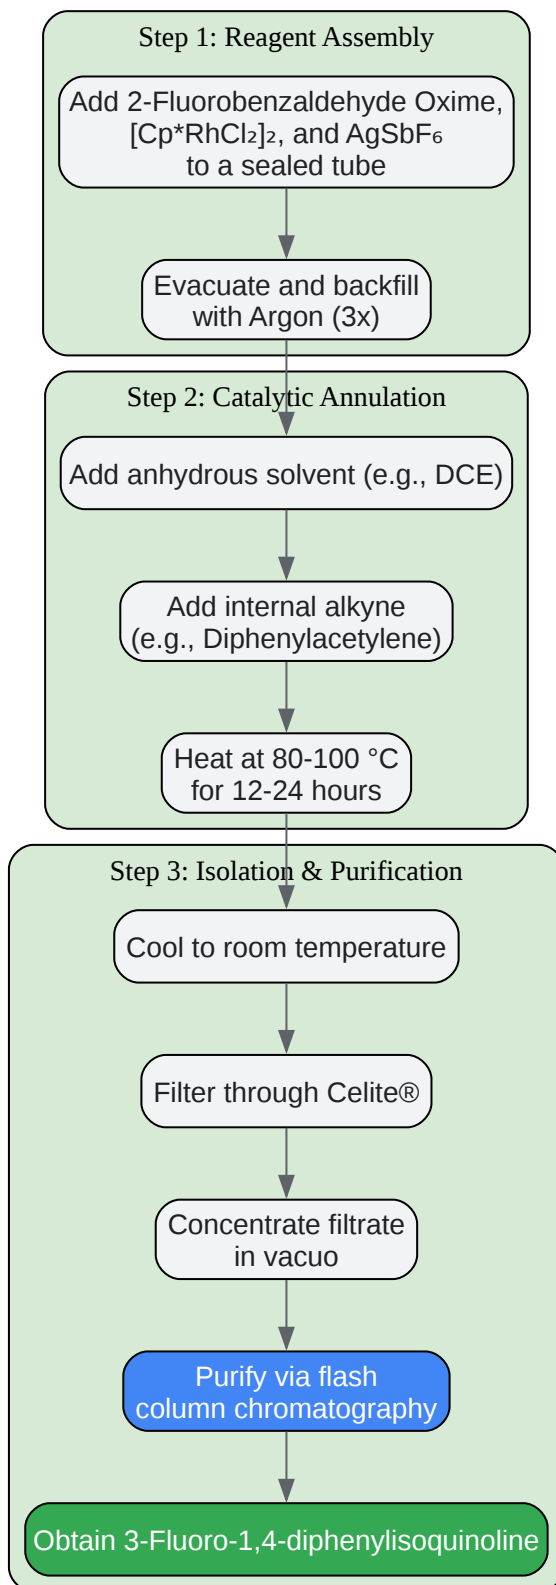 Step 1: Reagent Assembly
Add 2-Fluorobenzaldehyde Oxime,
[Cp*RhCl₂]₂, and AgSbF₆
to a sealed tube
Evacuate and backfill
with Argon (3x)
Step 2: Catalytic Annulation
Add anhydrous solvent (e.g., DCE)
Add internal alkyne
(e.g., Diphenylacetylene)
Heat at 80-100 °C
for 12-24 hours
Step 3: Isolation & Purification
Cool to room temperature
Filter through Celite®
Concentrate filtrate
in vacuo
Purify via flash
column chromatography
Obtain 3-Fluoro-1,4-diphenylisoquinoline